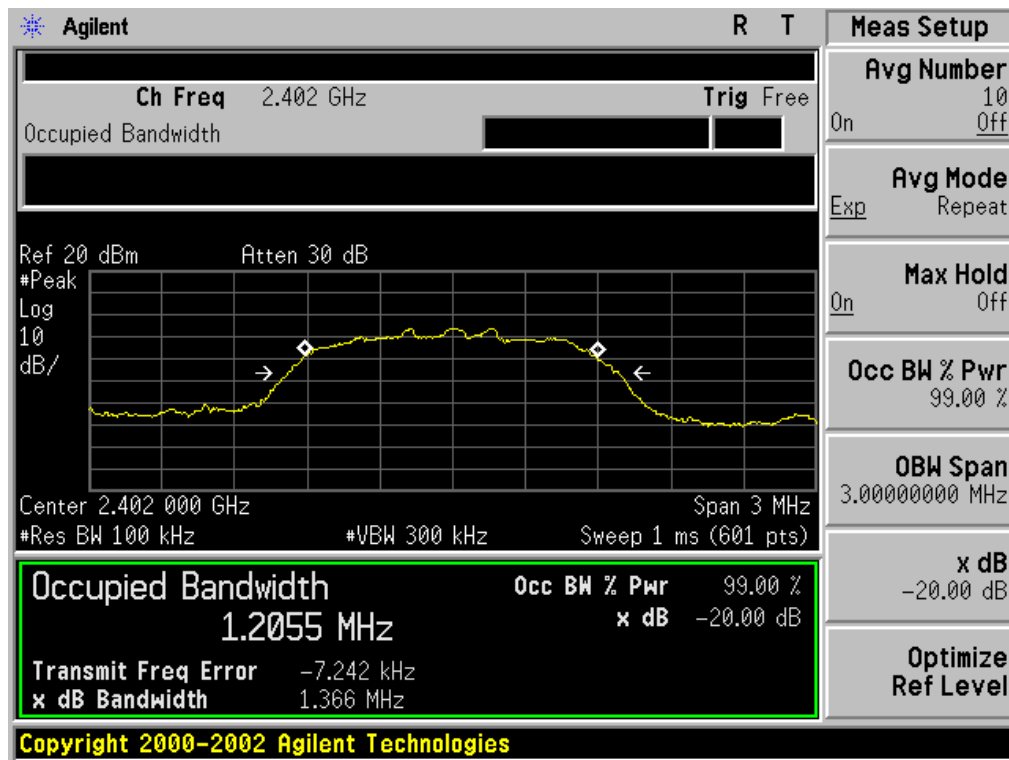 Agilent R T
Ch Freq 2.402 GHz Trig Free
Occupied Bandwidth
Ref 20 dBm Atten 30 dB
#Peak
Log
10
dB/
Center 2.402 000 GHz Span 3 MHz
#Res BW 100 kHz #VBW 300 kHz Sweep 1 ms (601 pts)
Occupied Bandwidth Occ BW % Pwr 99.00 %
1.2055 MHz x dB -20.00 dB
Transmit Freq Error -7.242 kHz
x dB Bandwidth 1.366 MHz
Copyright 2000-2002 Agilent Technologies
Meas Setup
Avg Number
10
On Off
Avg Mode
Exp Repeat
Max Hold
On Off
Occ BW % Pwr
99.00 %
OBW Span
3.00000000 MHz
x dB
-20.00 dB
Optimize
Ref Level